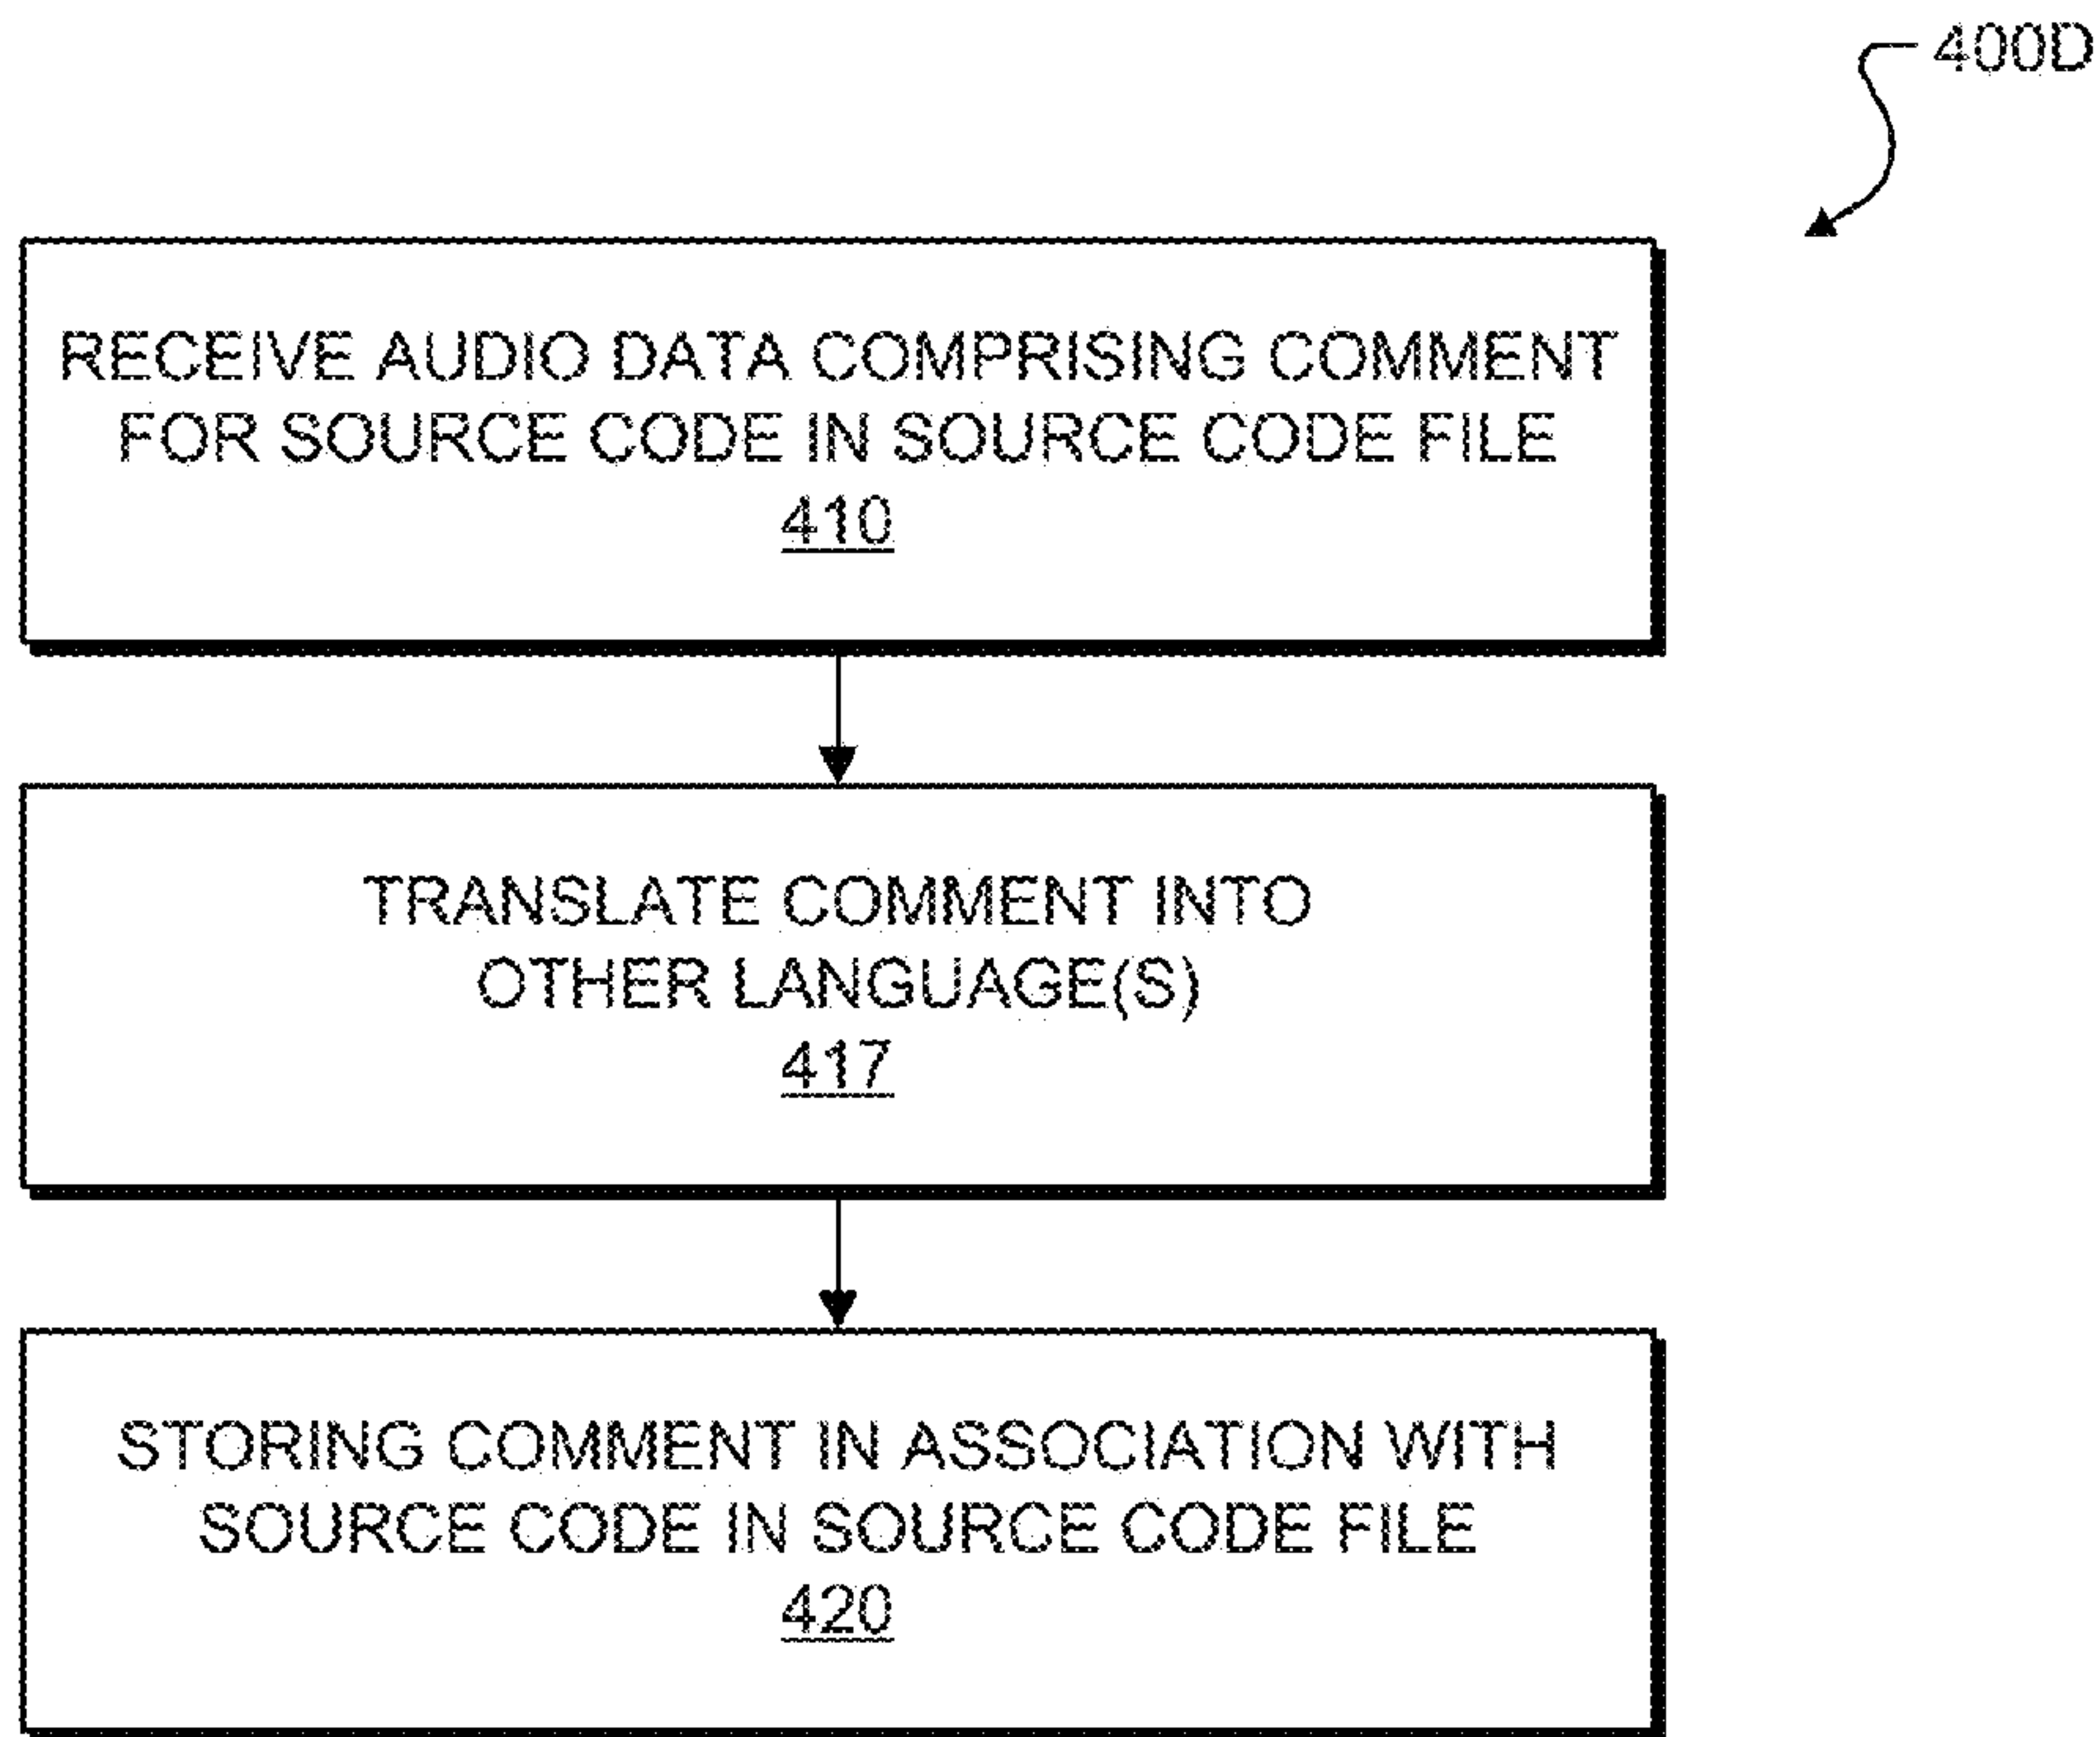 400D
RECEIVE AUDIO DATA COMPRISING COMMENT
FOR SOURCE CODE IN SOURCE CODE FILE
410
TRANSLATE COMMENT INTO
OTHER LANGUAGE(S)
417
STORING COMMENT IN ASSOCIATION WITH
SOURCE CODE IN SOURCE CODE FILE
420